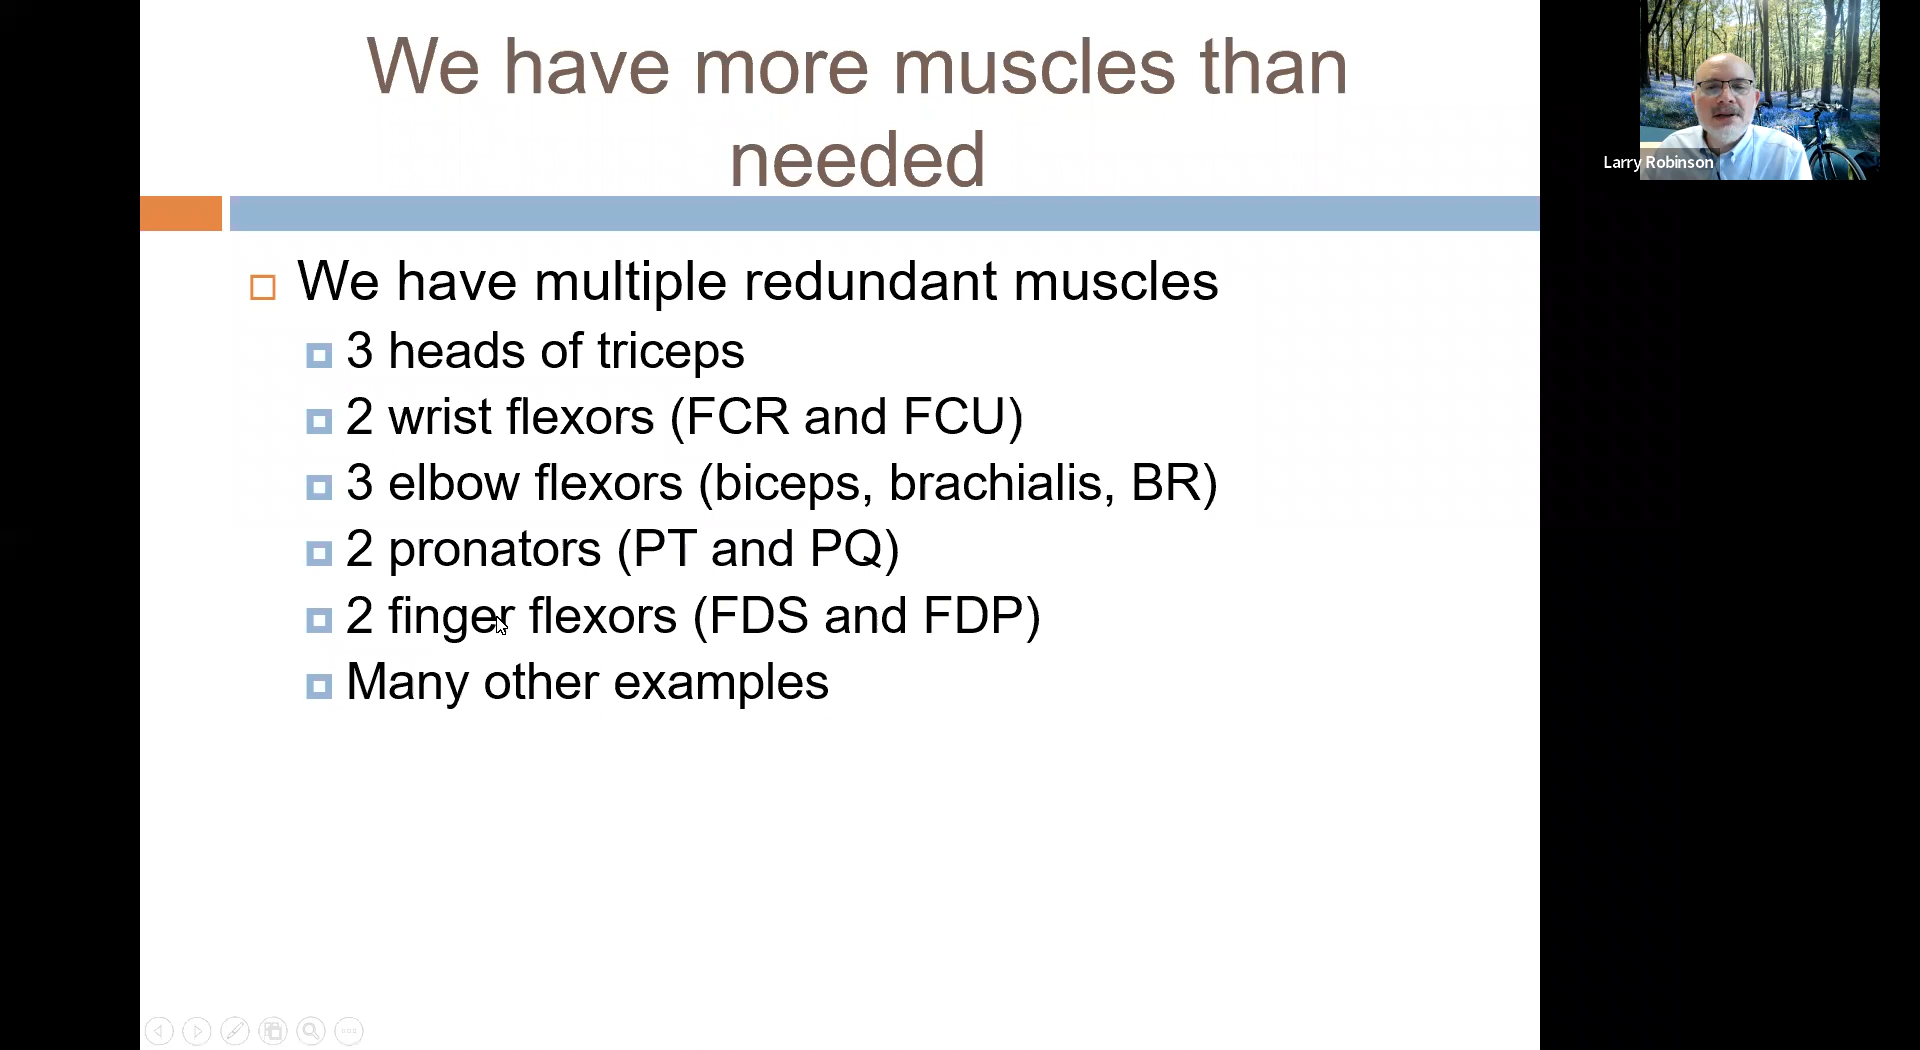 We have more muscles than
needed
We have multiple redundant muscles
3 heads of triceps
2 wrist flexors (FCR and FCU)
3 elbow flexors (biceps, brachialis, BR)
2 pronators (PT and PQ)
2 finger flexors (FDS and FDP)
Many other examples
Larry Robinson